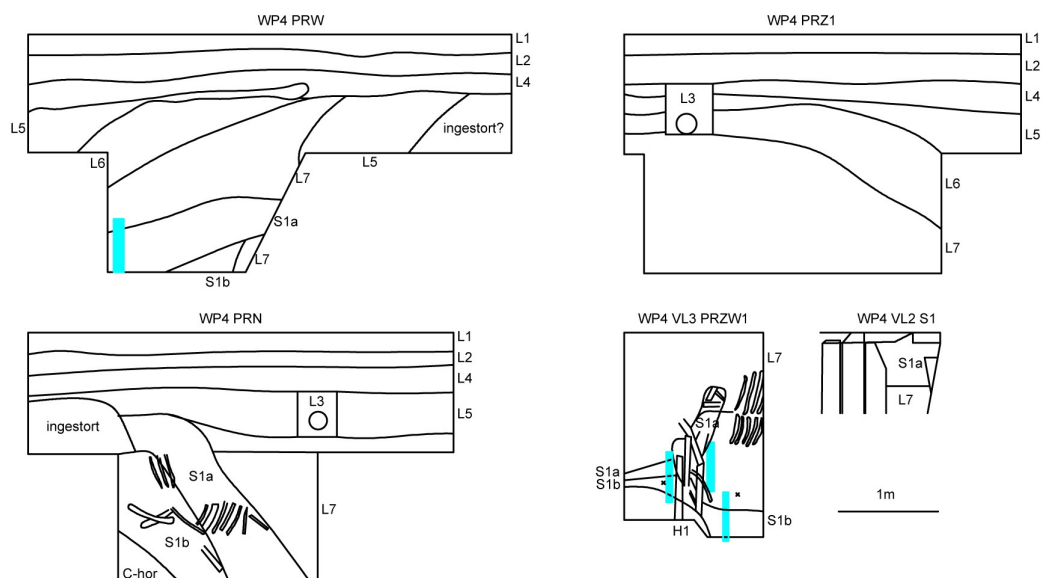 WP4 PRW
L1
L2
L4
L5
ingestort?
L6
L5
L7
S1a
L7
S1b
WP4 PRZ1
L1
L2
L3
L4
L5
L6
L7
WP4 PRN
L1
L2
L4
L3
L5
ingestort
S1a
L7
S1b
C-hor
WP4 VL3 PRZW1
L7
S1a
S1a
S1b
S1b
H1
WP4 VL2 S1
S1a
L7
1m